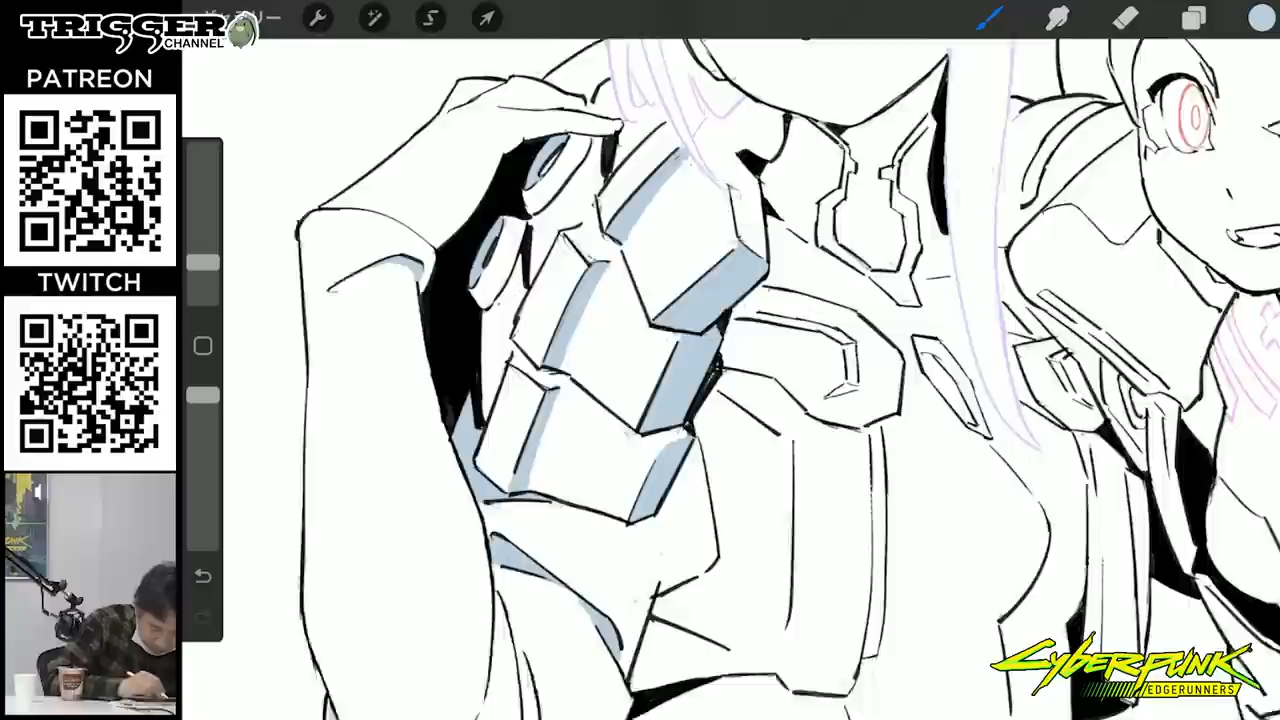 TRIGGER
CHANNEL
PATREON
TWITCH
CYBERPUNK
EDGERUNNERS